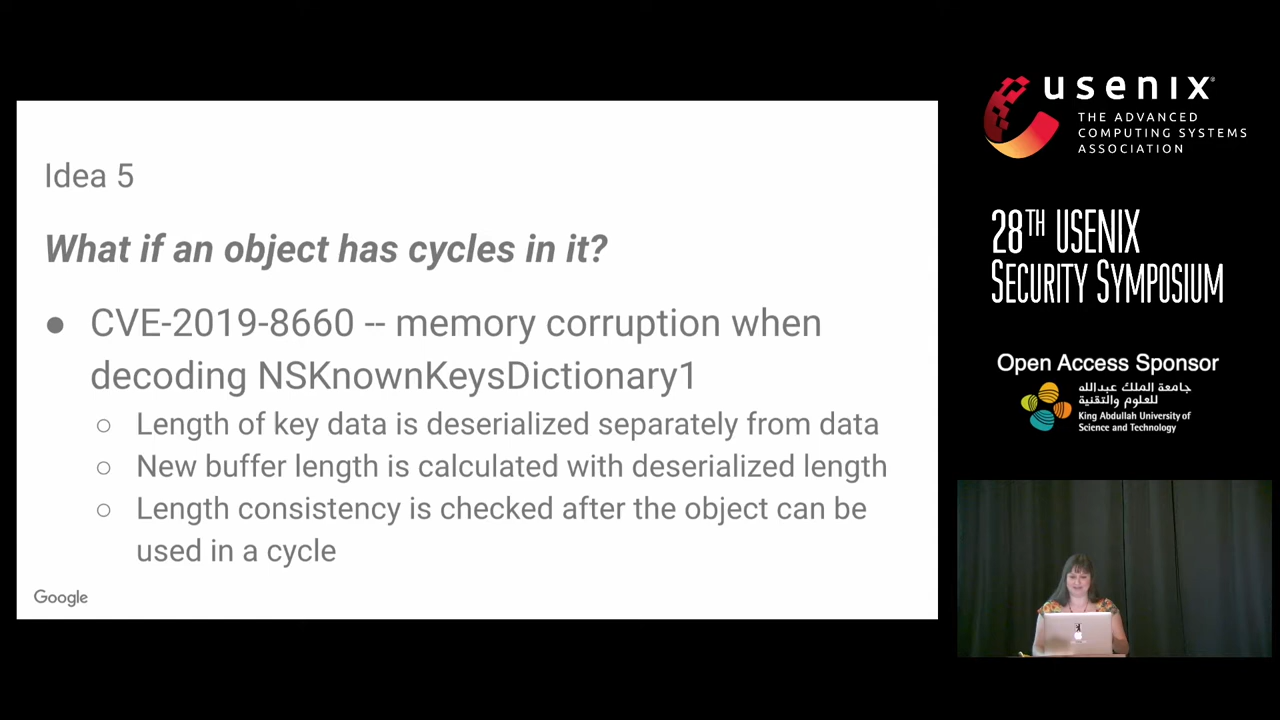 Idea 5
What if an object has cycles in it?
● CVE-2019-8660 -- memory corruption when
decoding NSKnownKeysDictionary1
○ Length of key data is deserialized separately from data
○ New buffer length is calculated with deserialized length
○ Length consistency is checked after the object can be
used in a cycle
Google
usenix
THE ADVANCED
COMPUTING SYSTEMS
ASSOCIATION
28TH USENIX
SECURITY SYMPOSIUM
Open Access Sponsor
جامعة الملك عبدالله
للعلوم والتقنية
King Abdullah University of
Science and Technology